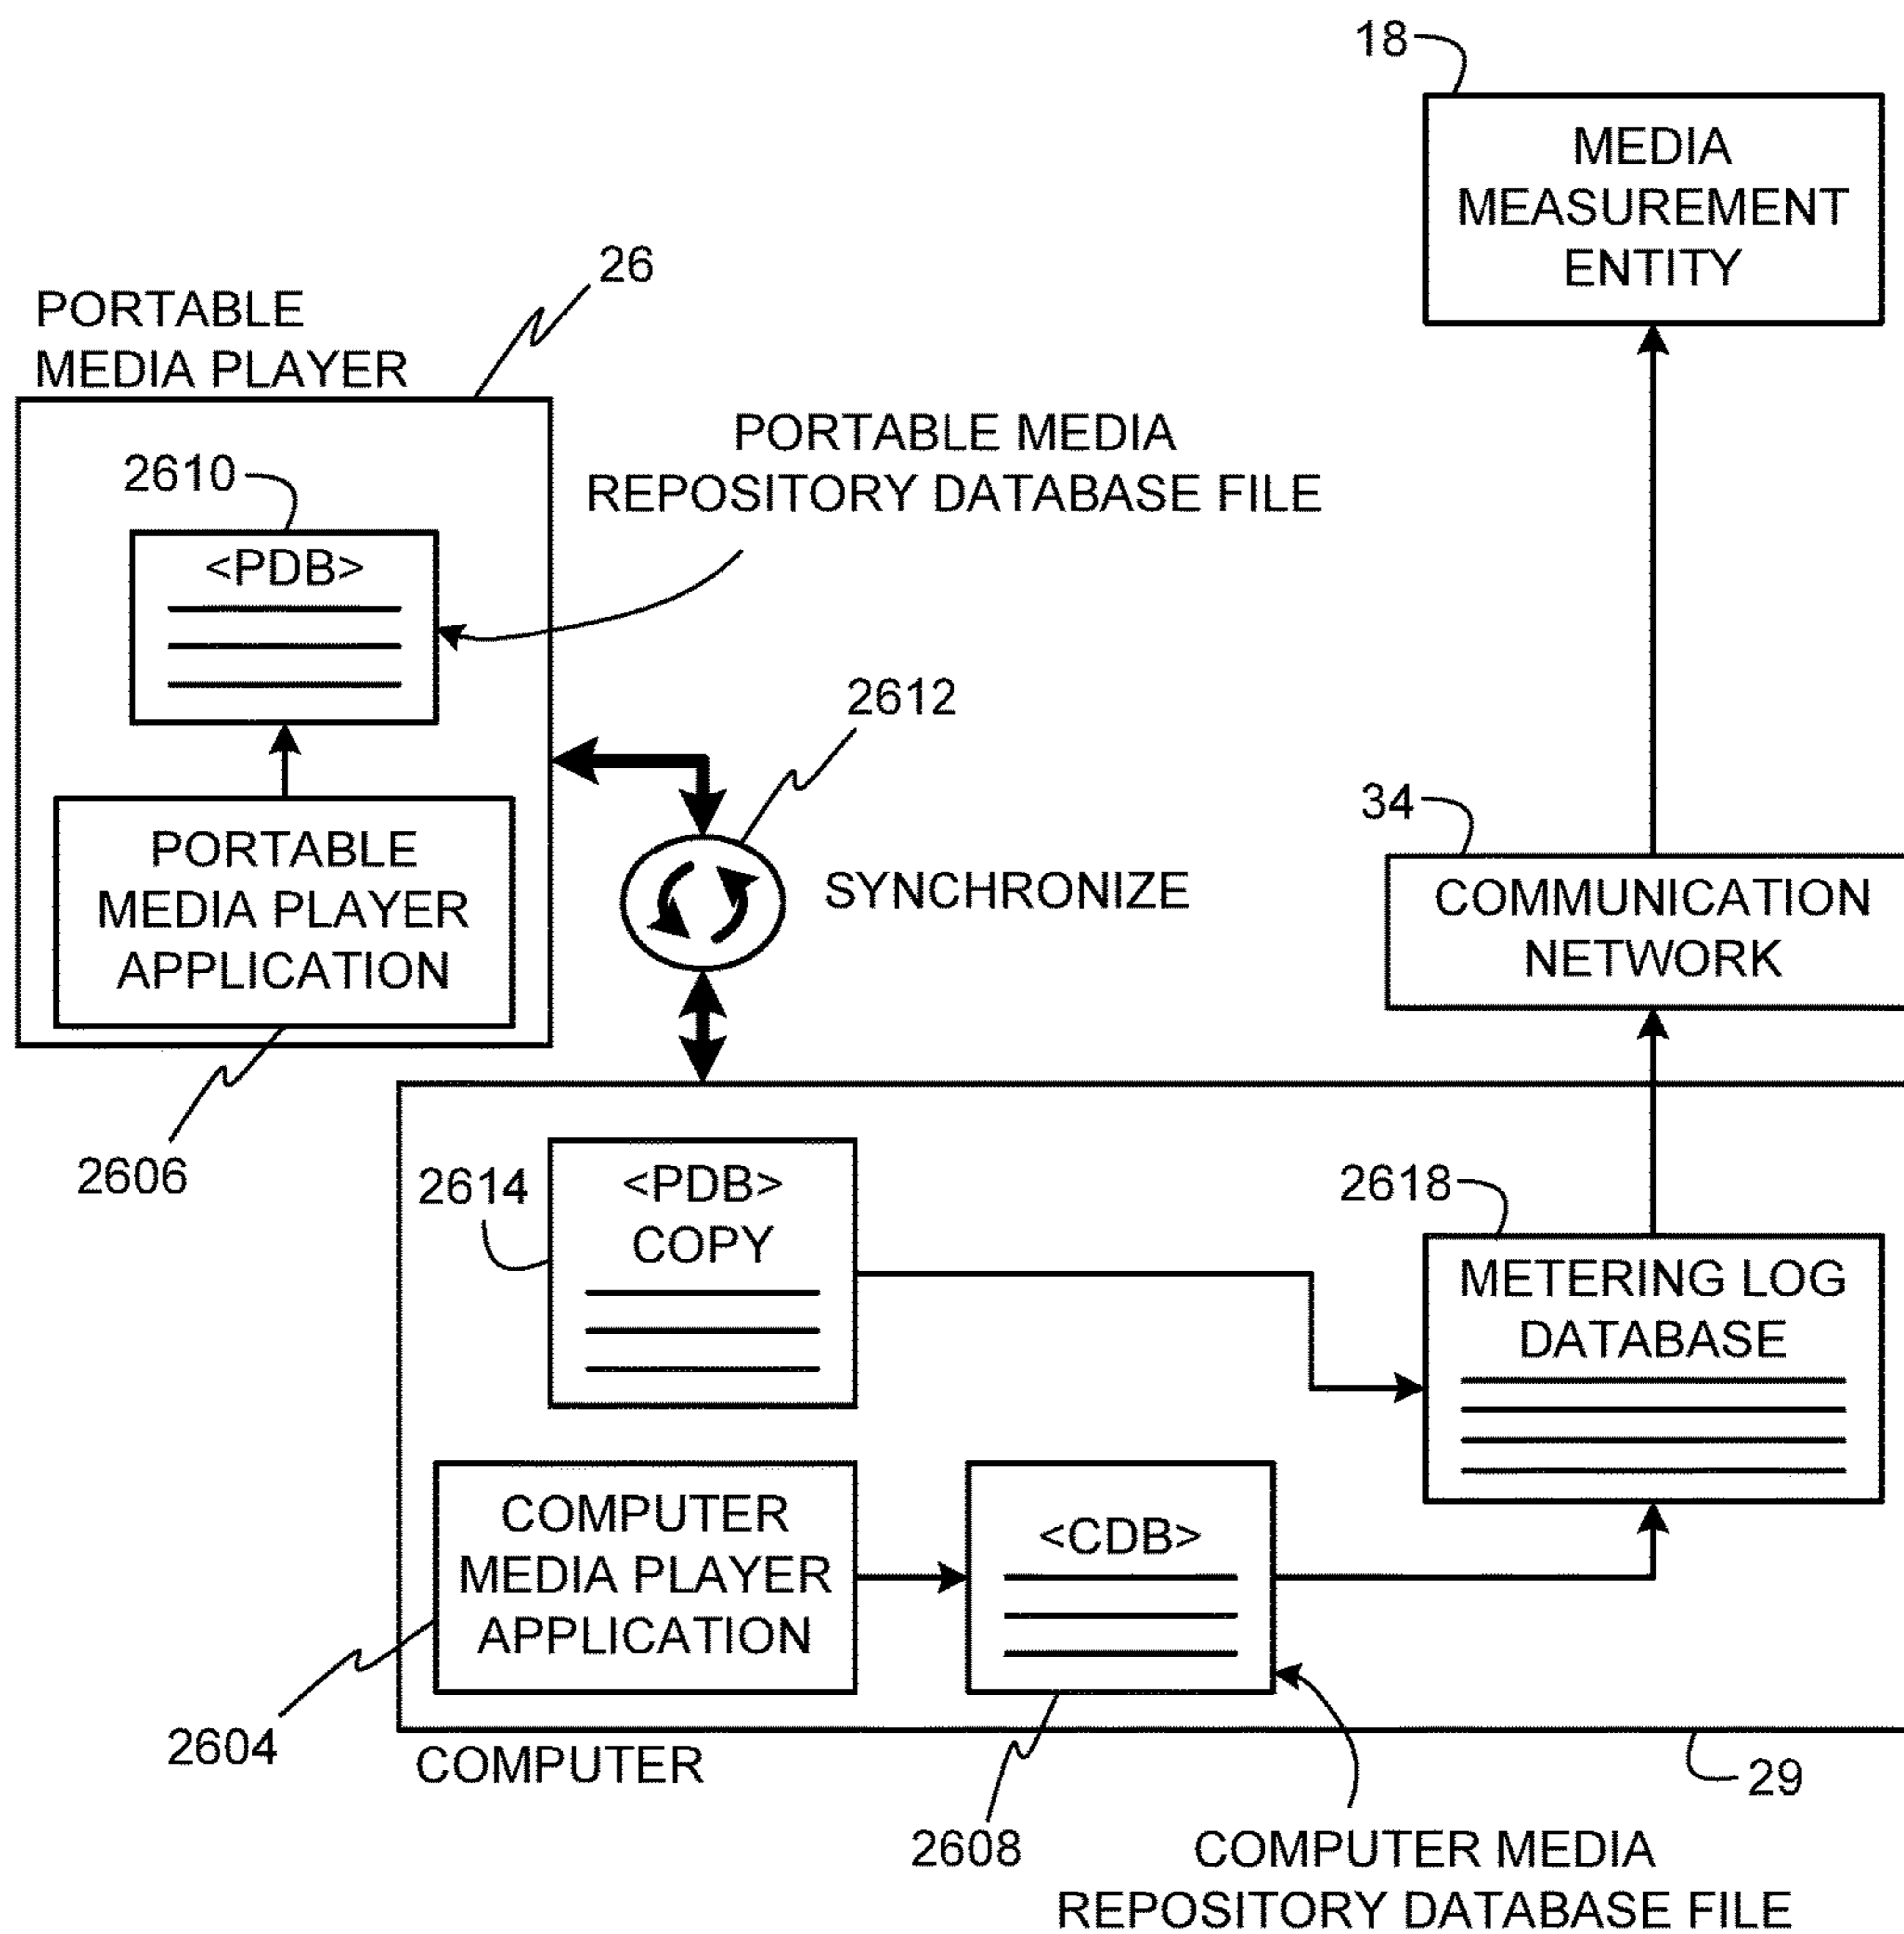 18
MEDIA
MEASUREMENT
ENTITY
26
PORTABLE
MEDIA PLAYER
PORTABLE MEDIA
REPOSITORY DATABASE FILE
2610
<PDB>
2612
PORTABLE
MEDIA PLAYER
APPLICATION
SYNCHRONIZE
34
COMMUNICATION
NETWORK
2606
2614
<PDB>
COPY
2618
METERING LOG
DATABASE
COMPUTER
MEDIA PLAYER
APPLICATION
<CDB>
2604
COMPUTER
29
2608
COMPUTER MEDIA
REPOSITORY DATABASE FILE